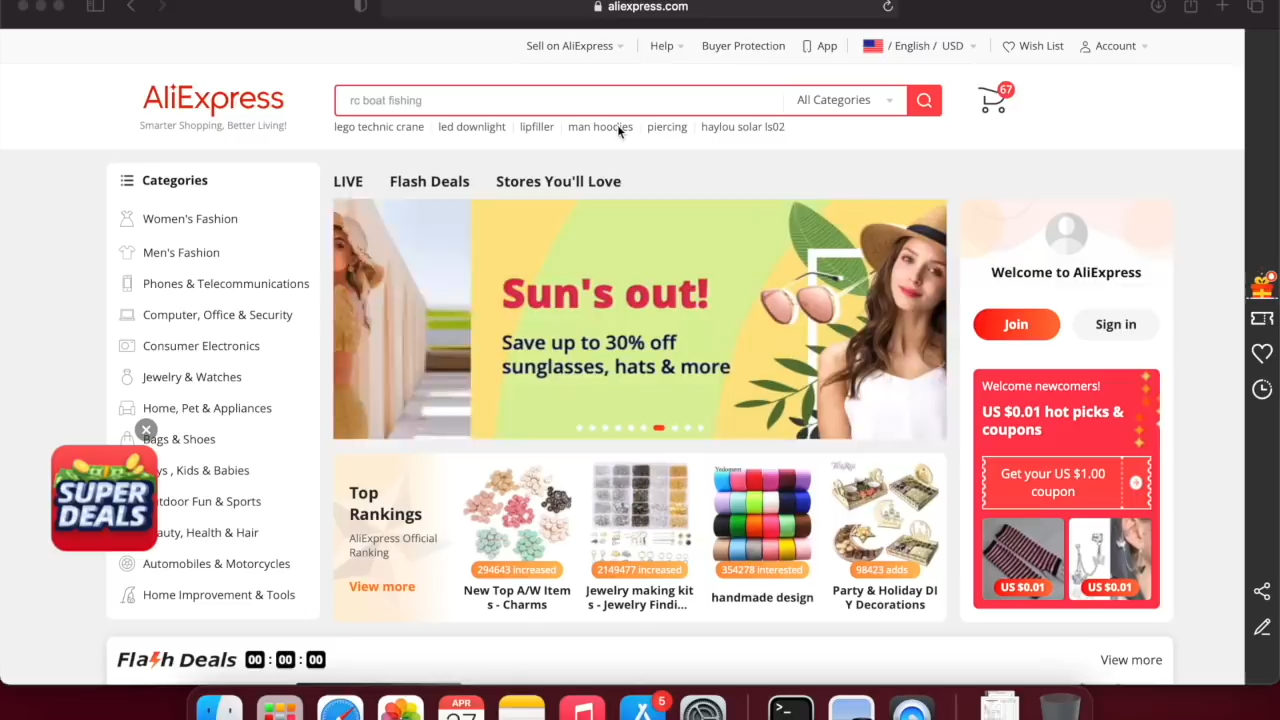 aliexpress.com
Sell on AliExpress
Help
Buyer Protection
App
/ English / USD
Wish List
Account
AliExpress
Smarter Shopping, Better Living!
rc boat fishing
All Categories
67
lego technic crane
led downlight
lipfiller
man hoodies
piercing
haylou solar ls02
Categories
Women's Fashion
Men's Fashion
Phones & Telecommunications
Computer, Office & Security
Consumer Electronics
Jewelry & Watches
Home, Pet & Appliances
Bags & Shoes
, Kids & Babies
Fun & Sports
, Health & Hair
Automobiles & Motorcycles
Home Improvement & Tools
SUPER
DEALS
LIVE
Flash Deals
Stores You'll Love
Sun's out!
Save up to 30% off
sunglasses, hats & more
Welcome to AliExpress
Join
Sign in
Welcome newcomers!
US $0.01 hot picks &
coupons
Get your US $1.00
coupon
US $0.01
US $0.01
Top
Rankings
AliExpress Official
Ranking
View more
294643 increased
New Top A/W Item
s - Charms
2149477 increased
Jewelry making kit
s - Jewelry Findi...
354278 interested
handmade design
98423 adds
Party & Holiday DI
Y Decorations
Flash Deals
00 : 00 : 00
View more
APR
5